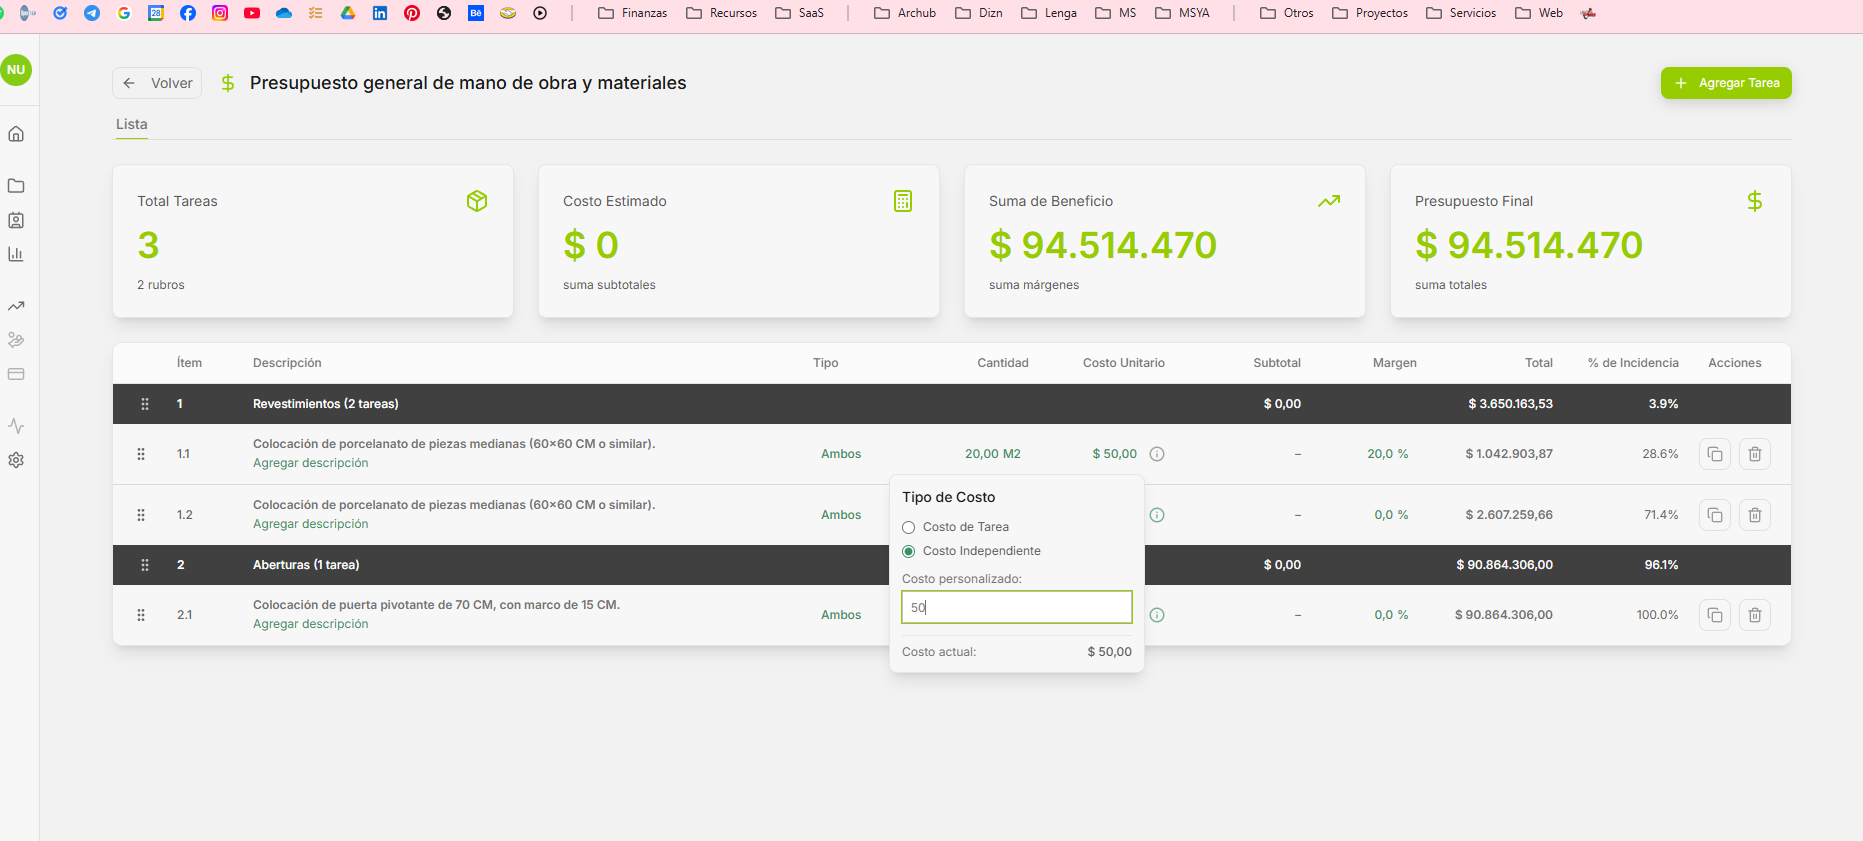 28
Bē
Finanzas
Recursos
SaaS
Archub
Dizn
Lenga
MS
MSYA
Otros
Proyectos
Servicios
Web
NU
Volver
$ Presupuesto general de mano de obra y materiales
+ Agregar Tarea
Lista
Total Tareas
3
2 rubros
Costo Estimado
$ 0
suma subtotales
Suma de Beneficio
$ 94.514.470
suma márgenes
Presupuesto Final
$
$ 94.514.470
suma totales
Ítem Descripción Tipo Cantidad Costo Unitario Subtotal Margen Total % de Incidencia Acciones
1 Revestimientos (2 tareas) $ 0,00 $ 3.650.163,53 3.9%
1.1 Colocación de porcelanato de piezas medianas (60x60 CM o similar). Ambos 20,00 M2 $ 50,00 – 20,0 % $ 1.042.903,87 28.6%
Agregar descripción
1.2 Colocación de porcelanato de piezas medianas (60x60 CM o similar). Ambos – 0,0 % $ 2.607.259,66 71.4%
Agregar descripción
2 Aberturas (1 tarea) $ 0,00 $ 90.864.306,00 96.1%
2.1 Colocación de puerta pivotante de 70 CM, con marco de 15 CM. Ambos – 0,0 % $ 90.864.306,00 100.0%
Agregar descripción
Tipo de Costo
Costo de Tarea
Costo Independiente
Costo personalizado:
50
Costo actual: $ 50,00